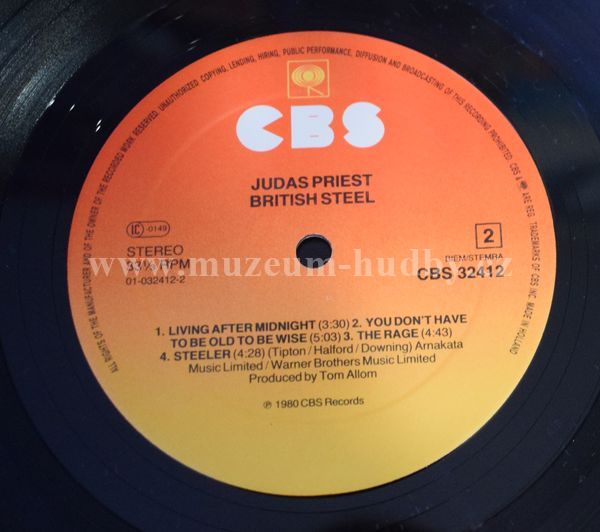 ALL RIGHTS OF THE MANUFACTURER AND OF THE OWNER OF THE RECORDED WORK RESERVED. UNAUTHORIZED COPYING, LENDING, HIRING, PUBLIC PERFORMANCE, DIFFUSION AND BROADCASTING OF THIS RECORDING PROHIBITED. CBS & ARE REG. TRADEMARKS OF CBS INC. MADE IN HOLLAND
CBS
JUDAS PRIEST
BRITISH STEEL
LC -0149
STEREO
33⅓ RPM
01-032412-2
2
BIEM/STEMRA
CBS 32412
www.muzeum-hudby.cz
1. LIVING AFTER MIDNIGHT (3:30) 2. YOU DON'T HAVE
TO BE OLD TO BE WISE (5:03) 3. THE RAGE (4:43)
4. STEELER (4:28) (Tipton / Halford / Downing) Arnakata
Music Limited / Warner Brothers Music Limited
Produced by Tom Allom
℗ 1980 CBS Records